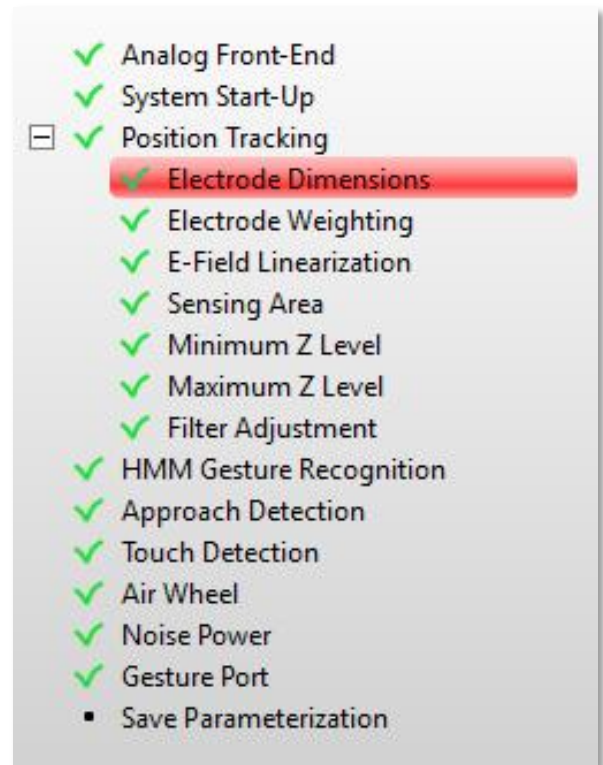 Analog Front-End
System Start-Up
Position Tracking
Electrode Dimensions
Electrode Weighting
E-Field Linearization
Sensing Area
Minimum Z Level
Maximum Z Level
Filter Adjustment
HMM Gesture Recognition
Approach Detection
Touch Detection
Air Wheel
Noise Power
Gesture Port
Save Parameterization